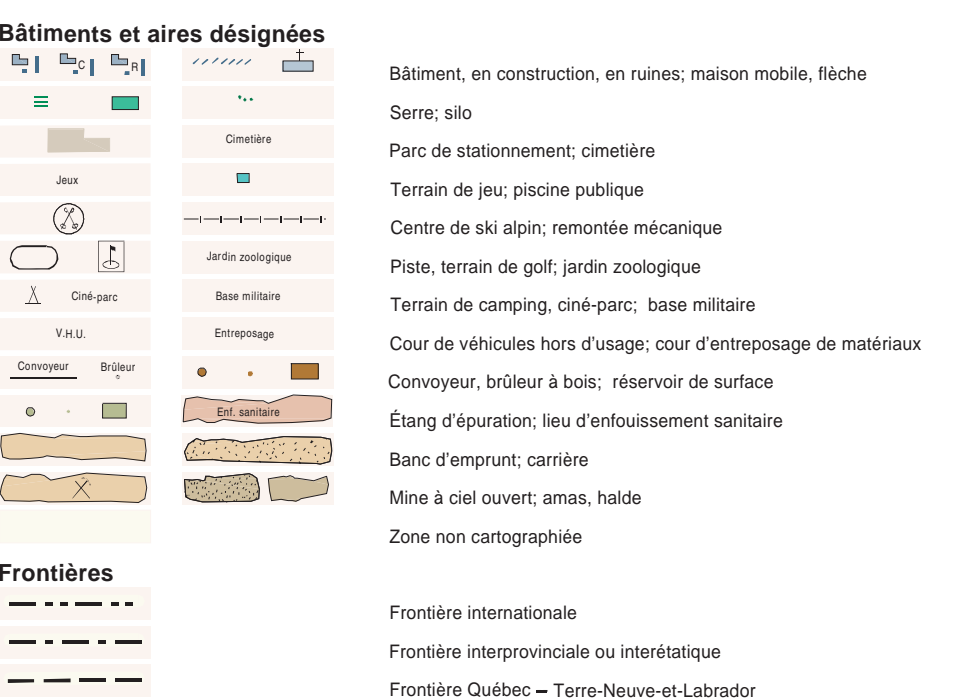 Bâtiments et aires désignées
C R Bâtiment, en construction, en ruines; maison mobile, flèche
Serre; silo
Cimetière Parc de stationnement; cimetière
Jeux Terrain de jeu; piscine publique
Centre de ski alpin; remontée mécanique
Jardin zoologique Piste, terrain de golf; jardin zoologique
Ciné-parc Base militaire Terrain de camping, ciné-parc; base militaire
V.H.U. Entreposage Cour de véhicules hors d'usage; cour d'entreposage de matériaux
Convoyeur Brûleur Convoyeur, brûleur à bois; réservoir de surface
Enf. sanitaire Étang d'épuration; lieu d'enfouissement sanitaire
Banc d'emprunt; carrière
Mine à ciel ouvert; amas, halde
Zone non cartographiée
Frontières
Frontière internationale
Frontière interprovinciale ou interétatique
Frontière Québec – Terre-Neuve-et-Labrador